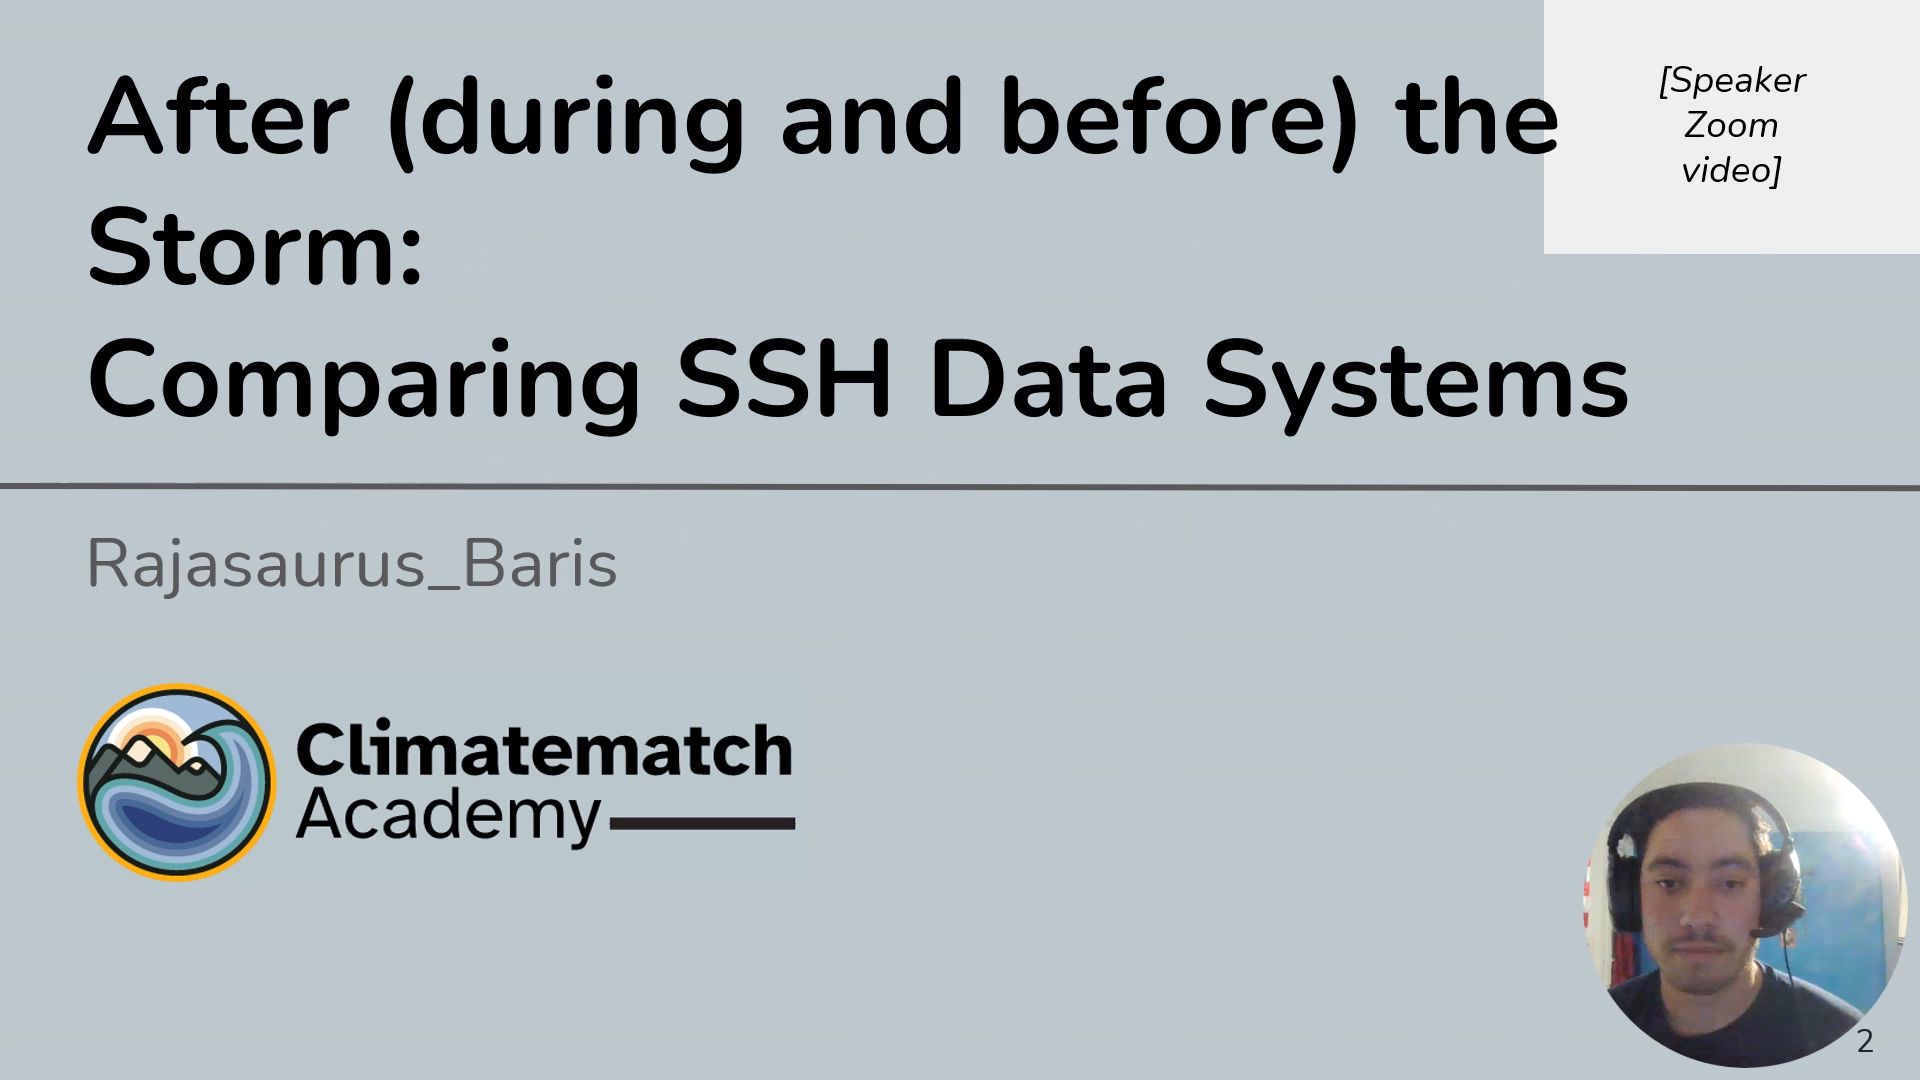 After (during and before) the
Storm:
Comparing SSH Data Systems
[Speaker
Zoom
video]
Rajasaurus_Baris
Climatematch
Academy
2